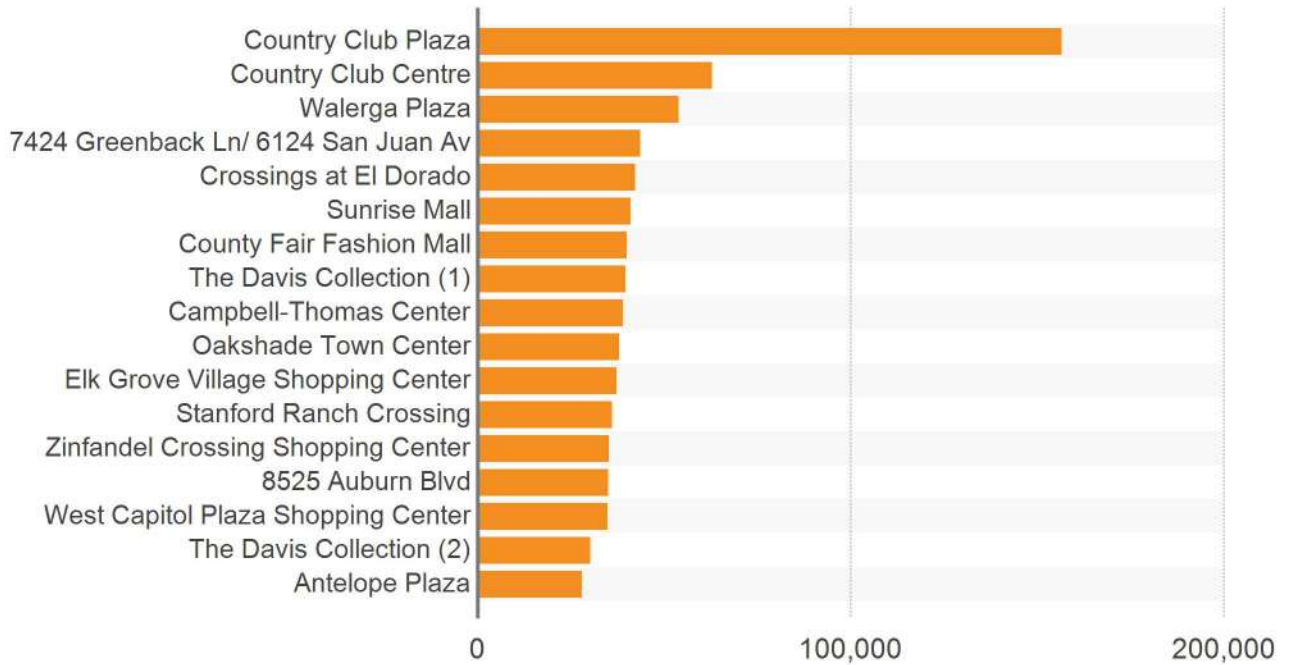 Country Club Plaza
Country Club Centre
Walerga Plaza
7424 Greenback Ln/ 6124 San Juan Av
Crossings at El Dorado
Sunrise Mall
County Fair Fashion Mall
The Davis Collection (1)
Campbell-Thomas Center
Oakshade Town Center
Elk Grove Village Shopping Center
Stanford Ranch Crossing
Zinfandel Crossing Shopping Center
8525 Auburn Blvd
West Capitol Plaza Shopping Center
The Davis Collection (2)
Antelope Plaza
0 100,000 200,000